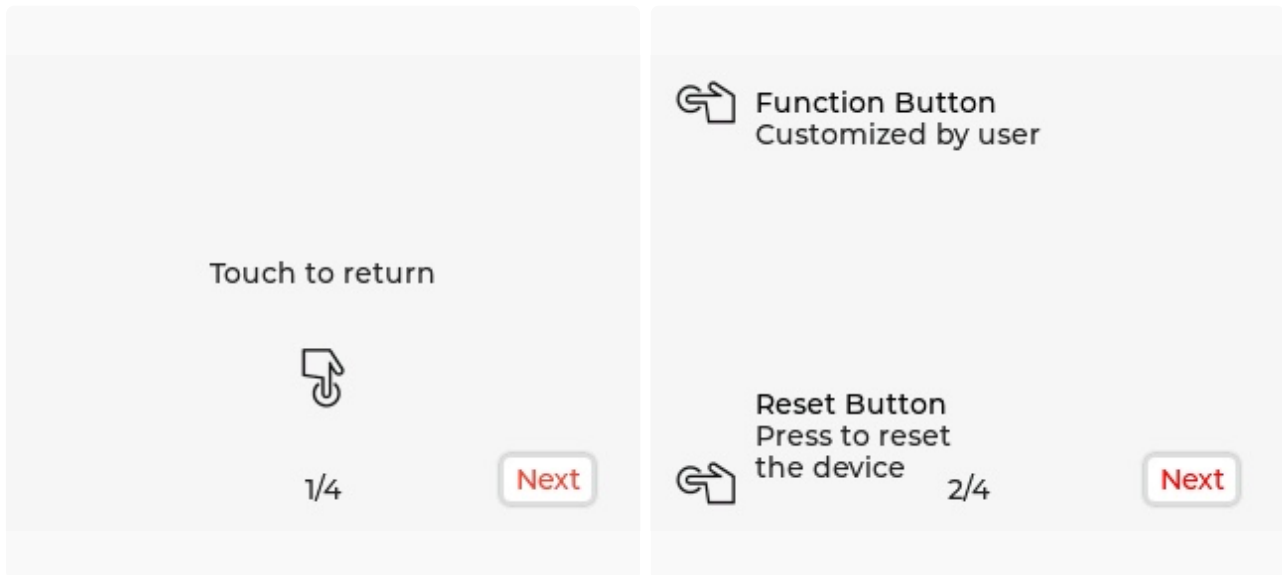 Touch to return
1/4
Next
Function Button
Customized by user
Reset Button
Press to reset
the device
2/4
Next